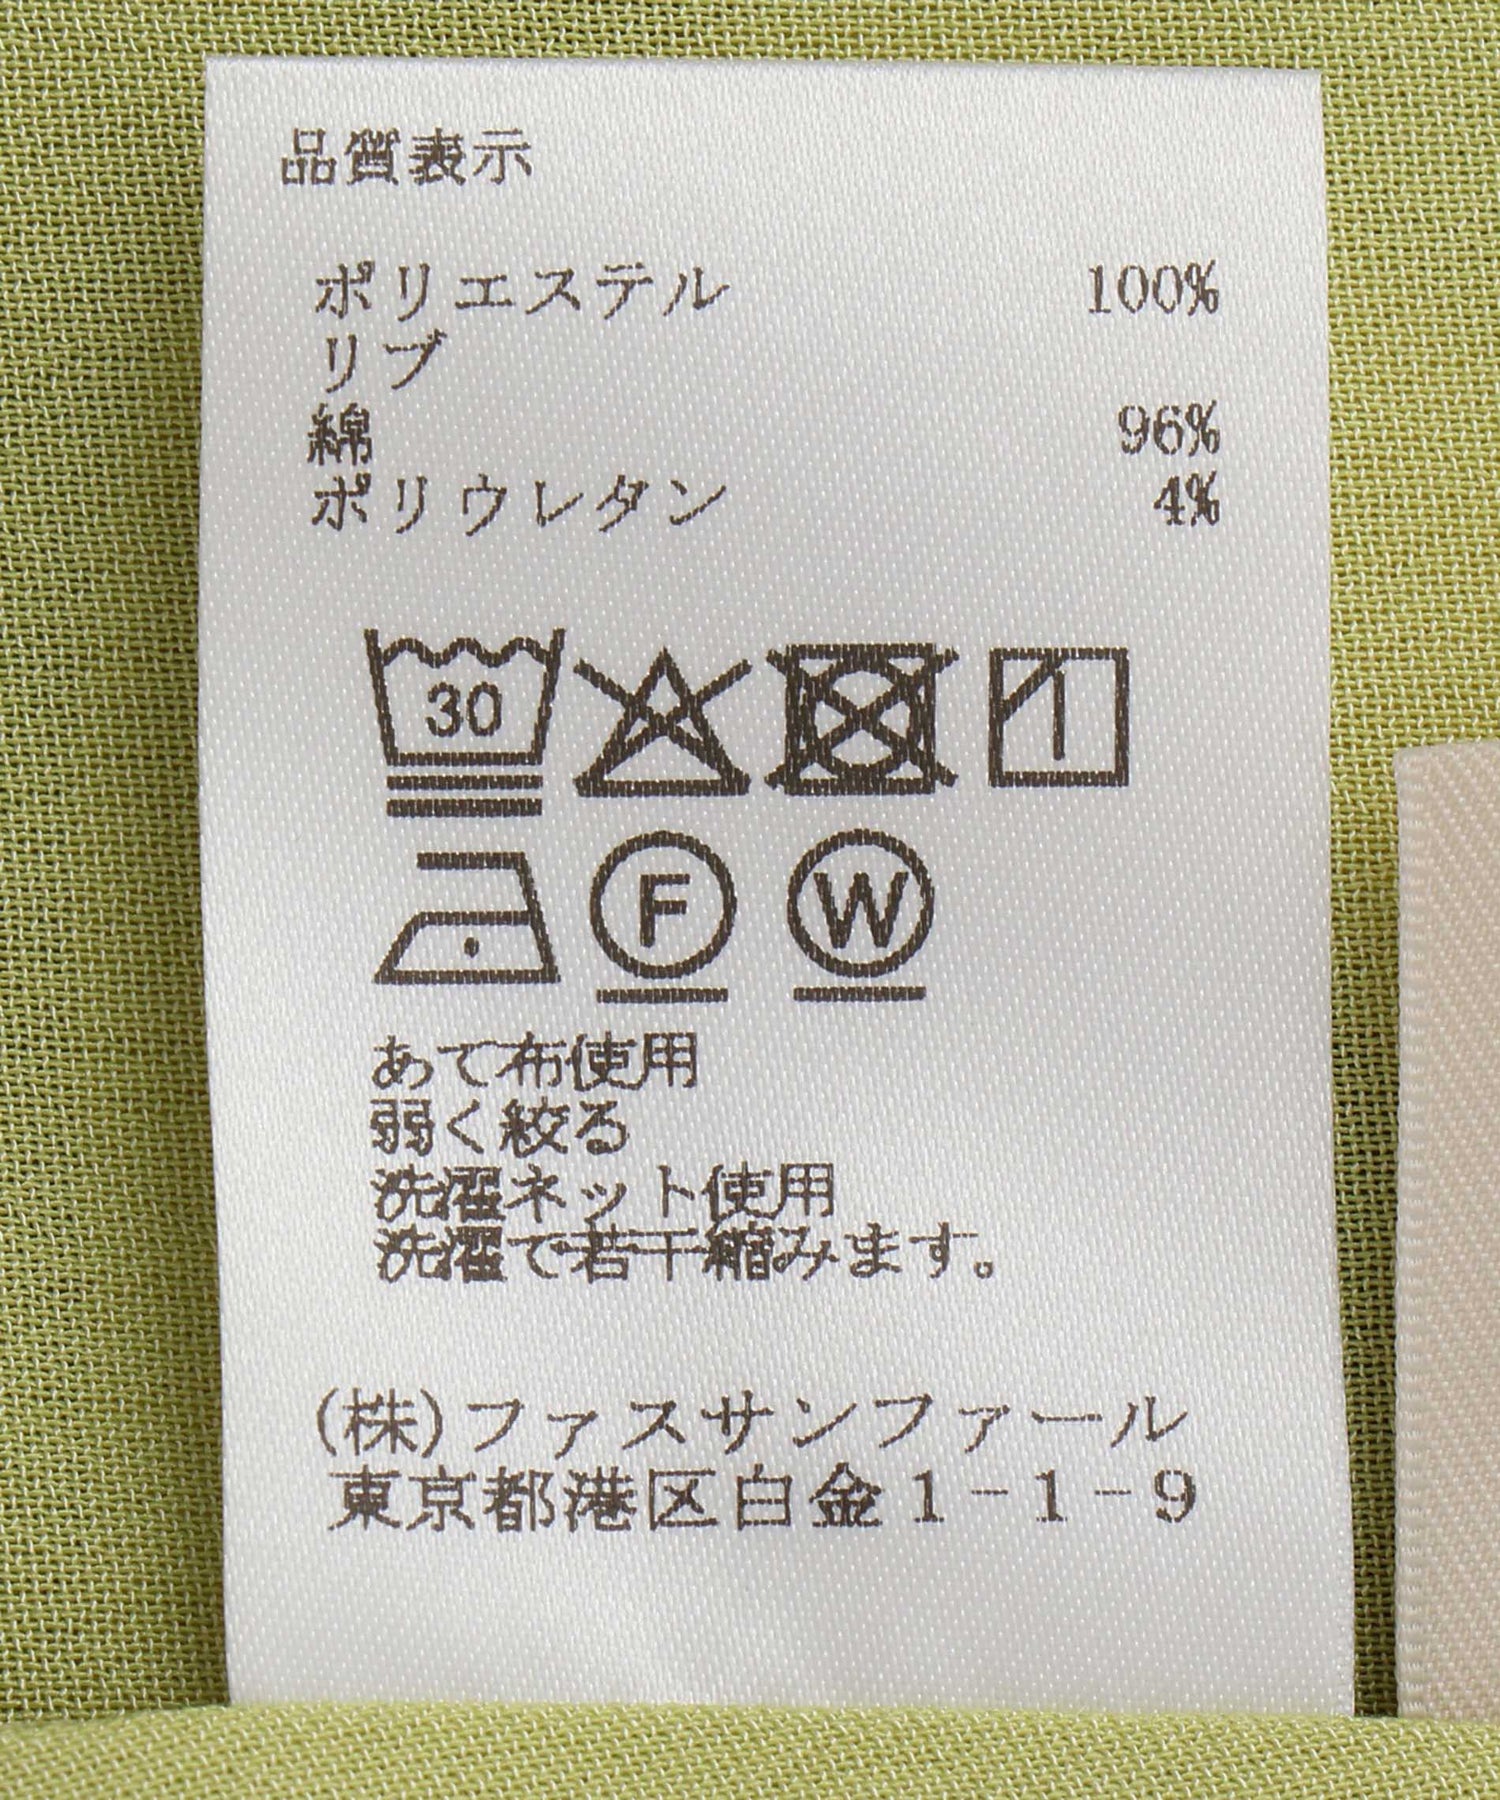 品質表示
ポリエステル 100%
リブ
綿 96%
ポリウレタン 4%
30
F W
あて布使用
弱く絞る
洗濯ネット使用
洗濯で若干縮みます。
(株)ファスサンファール
東京都港区白金1-1-9